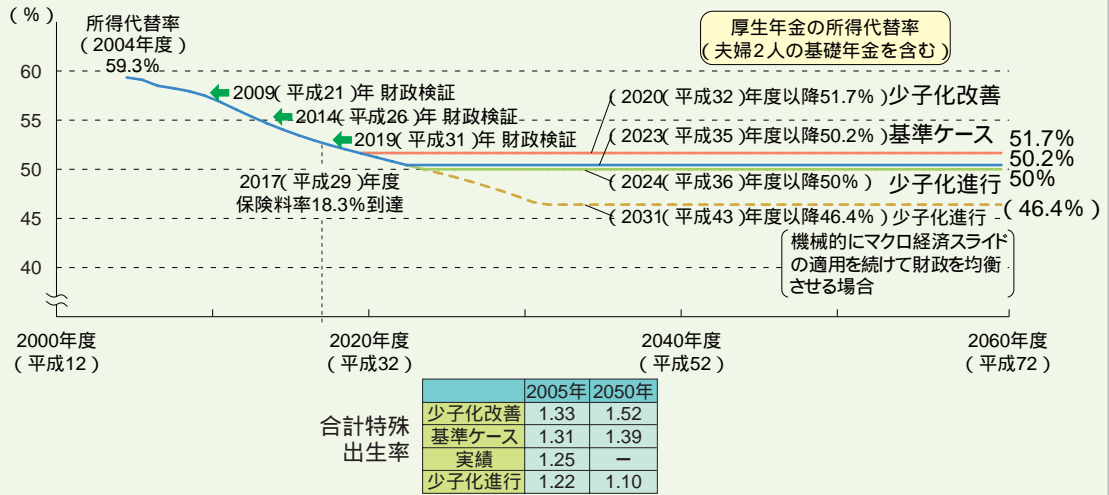 (%)
所得代替率
(2004年度)
59.3%
厚生年金の所得代替率
(夫婦2人の基礎年金を含む)
60
55
50
45
40
2009(平成21)年 財政検証
2014(平成26)年 財政検証
2019(平成31)年 財政検証
2017(平成29)年度
保険料率18.3%到達
(2020(平成32)年度以降51.7%)少子化改善
(2023(平成35)年度以降50.2%)基準ケース
(2024(平成36)年度以降50%) 少子化進行
(2031(平成43)年度以降46.4%)少子化進行
51.7%
50.2%
50%
(46.4%)
機械的にマクロ経済スライド
の適用を続けて財政を均衡
させる場合
2000年度
(平成12)
2020年度
(平成32)
2040年度
(平成52)
2060年度
(平成72)
合計特殊
出生率
2005年 2050年
少子化改善 1.33 1.52
基準ケース 1.31 1.39
実績 1.25 −
少子化進行 1.22 1.10